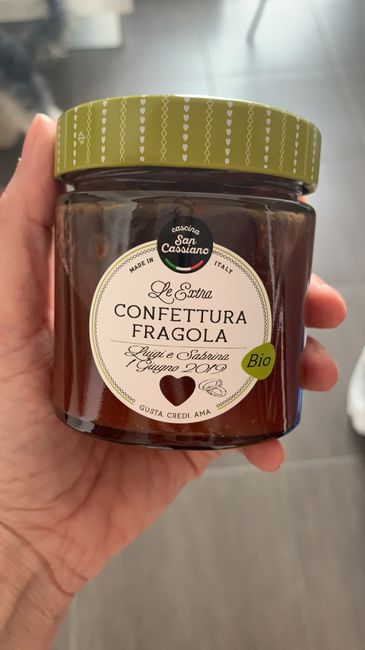 cascina
San
Cassiano
MADE IN ITALY
Le Extra
CONFETTURA
FRAGOLA
Luigi e Sabrina
1 Giugno 2019
Bio
GUSTA. CREDI. AMA